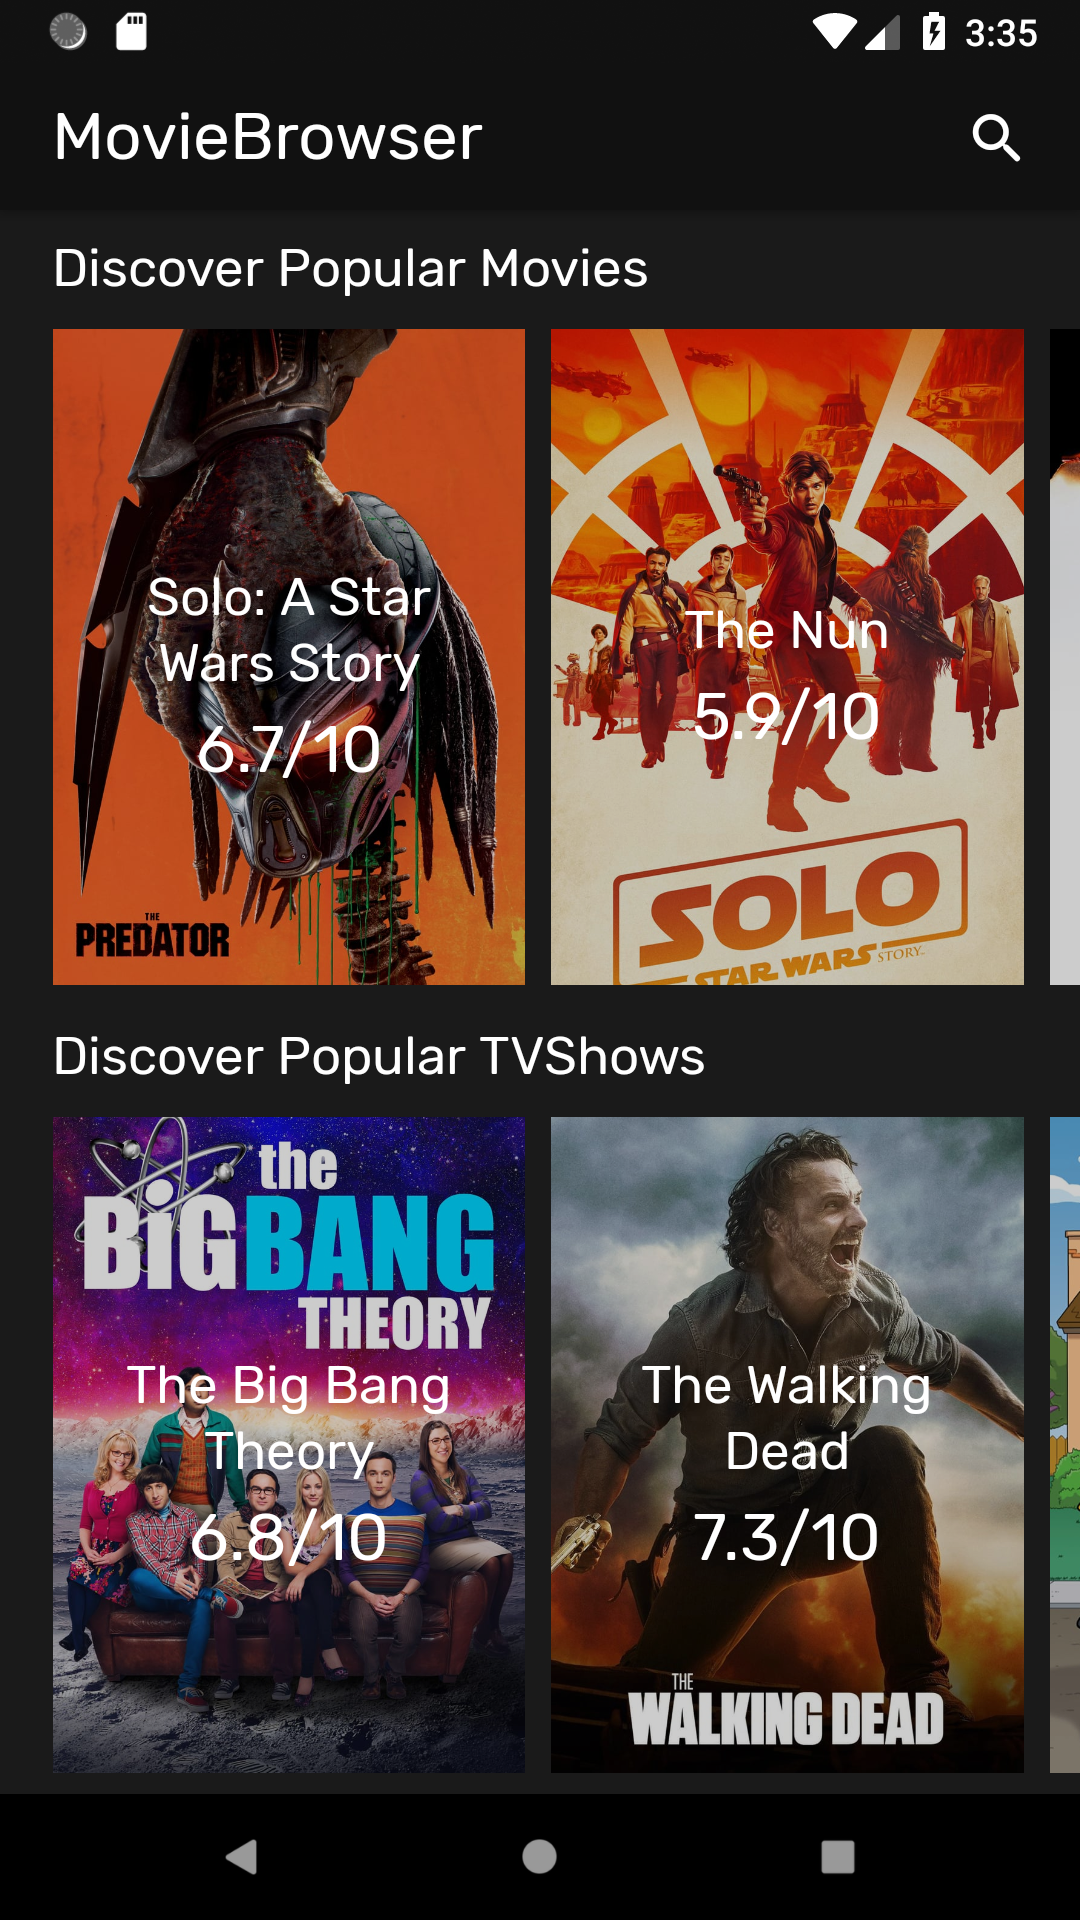 3:35
MovieBrowser
Discover Popular Movies
Solo: A Star
Wars Story
6.7/10
THE
PREDATOR
The Nun
5.9/10
SOLO
STAR WARS STORY
Discover Popular TVShows
the
BiG BANG
THEORY
The Big Bang
Theory
6.8/10
The Walking
Dead
7.3/10
THE
WALKING DEAD